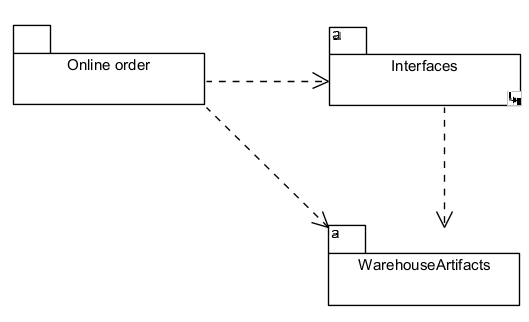 a
Online order
Interfaces
a
WarehouseArtifacts